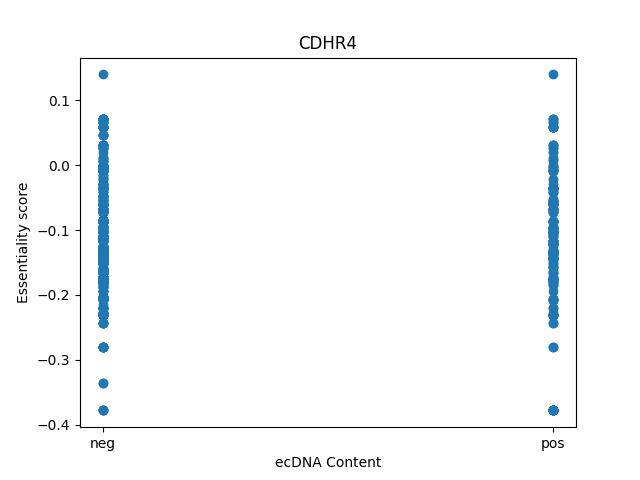 CDHR4
Essentiality score
0.1
0.0
−0.1
−0.2
−0.3
−0.4
neg
pos
ecDNA Content